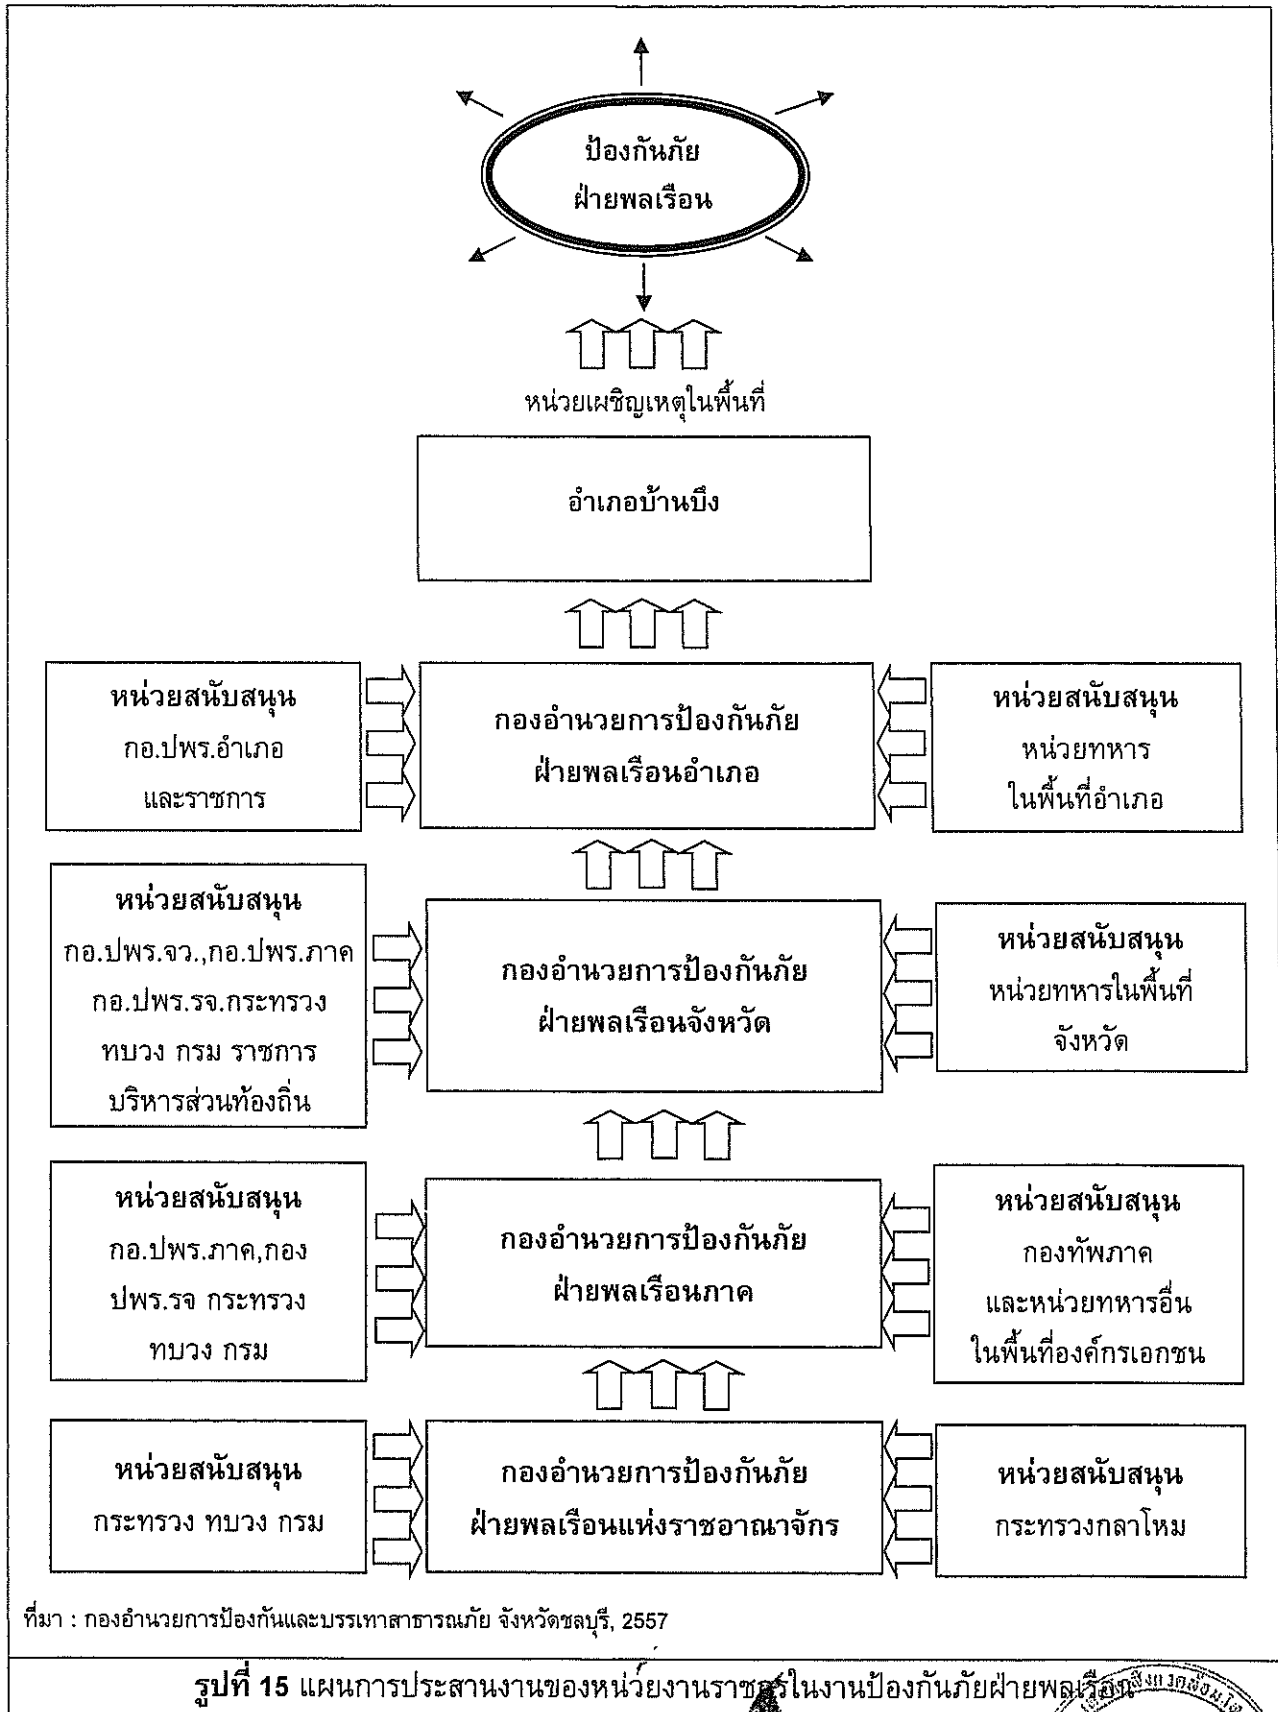 ป้องกันภัย
ฝ่ายพลเรือน
หน่วยเผชิญเหตุในพื้นที่
อำเภอบ้านบึง
หน่วยสนับสนุน
กอ.ปพร.อำเภอ
และราชการ
กองอำนวยการป้องกันภัย
ฝ่ายพลเรือนอำเภอ
หน่วยสนับสนุน
หน่วยทหาร
ในพื้นที่อำเภอ
หน่วยสนับสนุน
กอ.ปพร.จว.,กอ.ปพร.ภาค
กอ.ปพร.รจ.กระทรวง
ทบวง กรม ราชการ
บริหารส่วนท้องถิ่น
กองอำนวยการป้องกันภัย
ฝ่ายพลเรือนจังหวัด
หน่วยสนับสนุน
หน่วยทหารในพื้นที่
จังหวัด
หน่วยสนับสนุน
กอ.ปพร.ภาค,กอง
ปพร.รจ กระทรวง
ทบวง กรม
กองอำนวยการป้องกันภัย
ฝ่ายพลเรือนภาค
หน่วยสนับสนุน
กองทัพภาค
และหน่วยทหารอื่น
ในพื้นที่องค์กรเอกชน
หน่วยสนับสนุน
กระทรวง ทบวง กรม
กองอำนวยการป้องกันภัย
ฝ่ายพลเรือนแห่งราชอาณาจักร
หน่วยสนับสนุน
กระทรวงกลาโหม
ที่มา : กองอำนวยการป้องกันและบรรเทาสาธารณภัย จังหวัดชลบุรี, 2557
รูปที่ 15 แผนการประสานงานของหน่วยงานราชการในงานป้องกันภัยฝ่ายพลเรือน